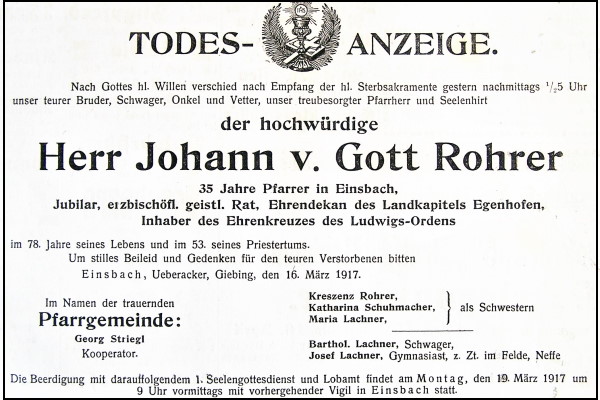 TODES- ANZEIGE.
Nach Gottes hl. Willen verschied nach Empfang der hl. Sterbsakramente gestern nachmittags ½5 Uhr
unser teurer Bruder, Schwager, Onkel und Vetter, unser treubesorgter Pfarrherr und Seelenhirt
der hochwürdige
Herr Johann v. Gott Rohrer
35 Jahre Pfarrer in Einsbach,
Jubilar, erzbischöfl. geistl. Rat, Ehrendekan des Landkapitels Egenhofen,
Inhaber des Ehrenkreuzes des Ludwigs-Ordens
im 78. Jahre seines Lebens und im 53. seines Priestertums.
Um stilles Beileid und Gedenken für den teuren Verstorbenen bitten
Einsbach, Ueberacker, Giebing, den 16. März 1917.
Im Namen der trauernden
Pfarrgemeinde:
Georg Striegl
Kooperator.
Kreszenz Rohrer,
Katharina Schuhmacher, } als Schwestern
Maria Lachner,
Barthol. Lachner, Schwager,
Josef Lachner, Gymnasiast, z. Zt. im Felde, Neffe
Die Beerdigung mit darauffolgendem 1. Seelengottesdienst und Lobamt findet am Montag, den 19. März 1917 um
9 Uhr vormittags mit vorhergehender Vigil in Einsbach statt.